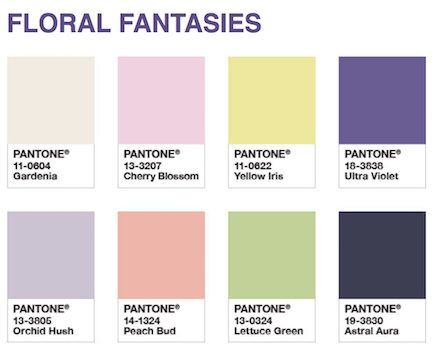 FLORAL FANTASIES
PANTONE®
11-0604
Gardenia
PANTONE®
13-3207
Cherry Blossom
PANTONE®
11-0622
Yellow Iris
PANTONE®
18-3838
Ultra Violet
PANTONE®
13-3805
Orchid Hush
PANTONE®
14-1324
Peach Bud
PANTONE®
13-0324
Lettuce Green
PANTONE®
19-3830
Astral Aura